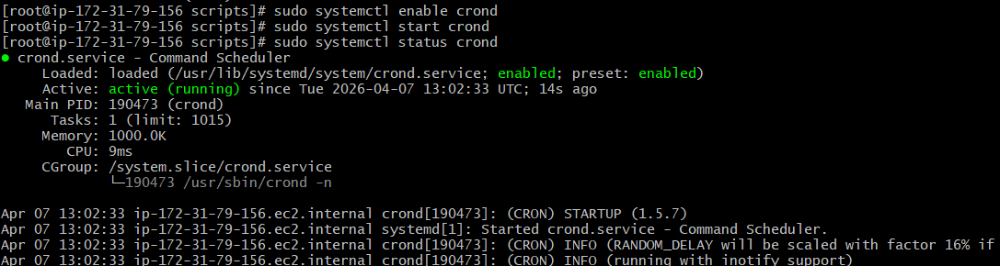 [root@ip-172-31-79-156 scripts]# sudo systemctl enable crond
[root@ip-172-31-79-156 scripts]# sudo systemctl start crond
[root@ip-172-31-79-156 scripts]# sudo systemctl status crond
● crond.service - Command Scheduler
     Loaded: loaded (/usr/lib/systemd/system/crond.service; enabled; preset: enabled)
     Active: active (running) since Tue 2026-04-07 13:02:33 UTC; 14s ago
   Main PID: 190473 (crond)
      Tasks: 1 (limit: 1015)
     Memory: 1000.0K
        CPU: 9ms
     CGroup: /system.slice/crond.service
             └─190473 /usr/sbin/crond -n
Apr 07 13:02:33 ip-172-31-79-156.ec2.internal crond[190473]: (CRON) STARTUP (1.5.7)
Apr 07 13:02:33 ip-172-31-79-156.ec2.internal systemd[1]: Started crond.service - Command Scheduler.
Apr 07 13:02:33 ip-172-31-79-156.ec2.internal crond[190473]: (CRON) INFO (RANDOM_DELAY will be scaled with factor 16% if
Apr 07 13:02:33 ip-172-31-79-156.ec2.internal crond[190473]: (CRON) INFO (running with inotify support)